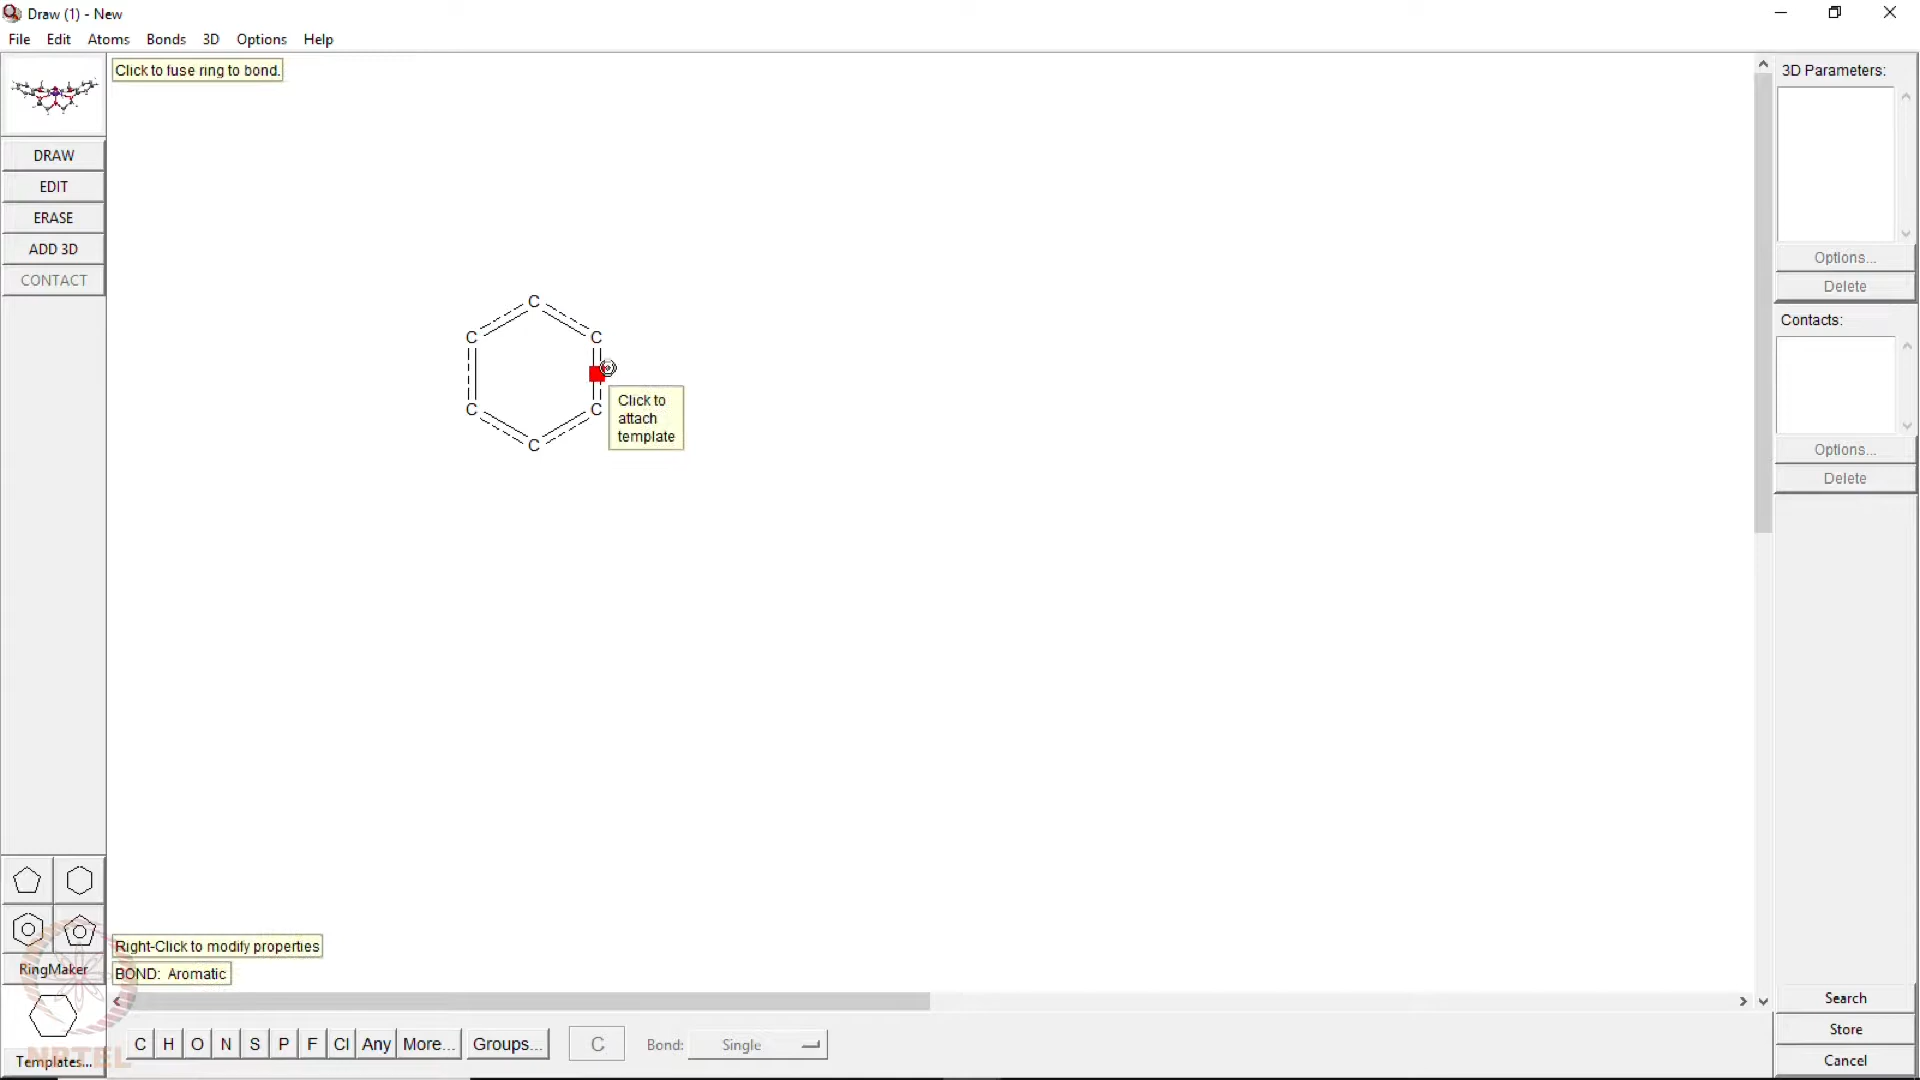 Draw (1) - New
File Edit Atoms Bonds 3D Options Help
Click to fuse ring to bond.
3D Parameters:
DRAW
EDIT
ERASE
ADD 3D
CONTACT
Options...
Delete
Contacts:
C
C C
C C
C
Click to
attach
template
Options...
Delete
Right-Click to modify properties
RingMaker
BOND: Aromatic
NPTEL
Templates...
C H O N S P F Cl Any More... Groups... C Bond: Single
Search
Store
Cancel